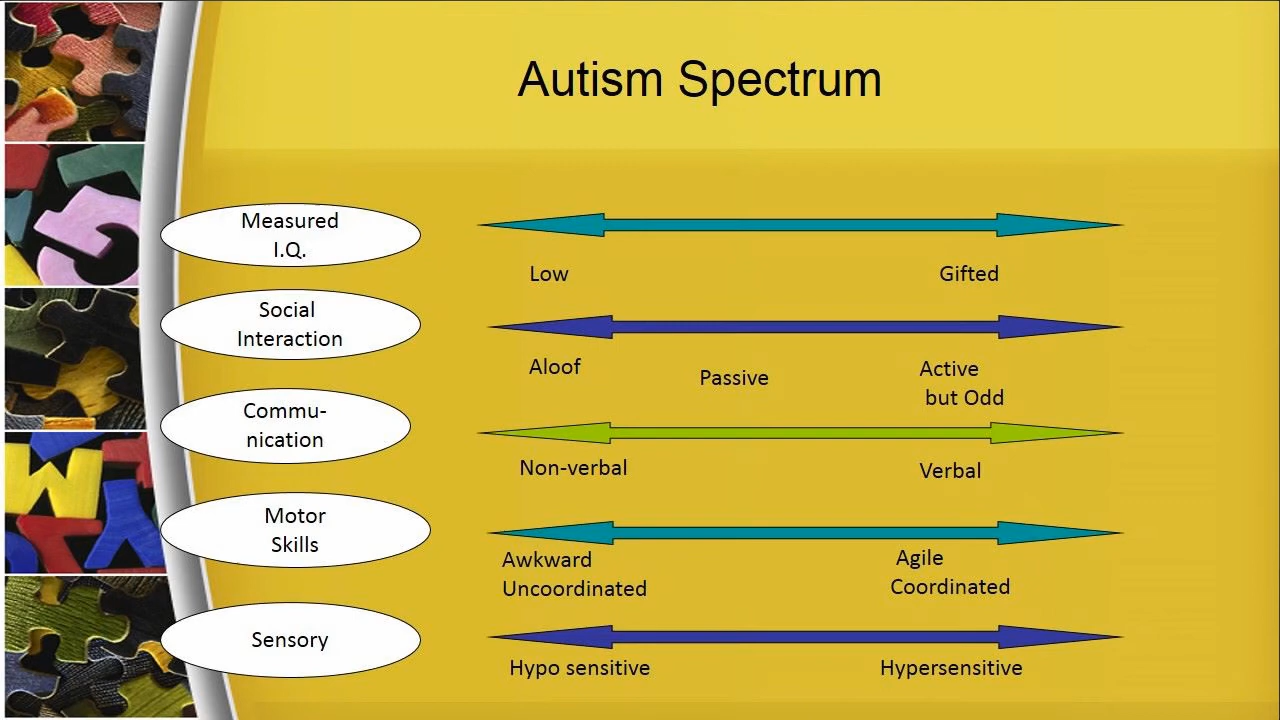 Autism Spectrum
Measured
I.Q.
Low
Gifted
Social
Interaction
Aloof
Passive
Active
but Odd
Commu-
nication
Non-verbal
Verbal
Motor
Skills
Awkward
Uncoordinated
Agile
Coordinated
Sensory
Hypo sensitive
Hypersensitive